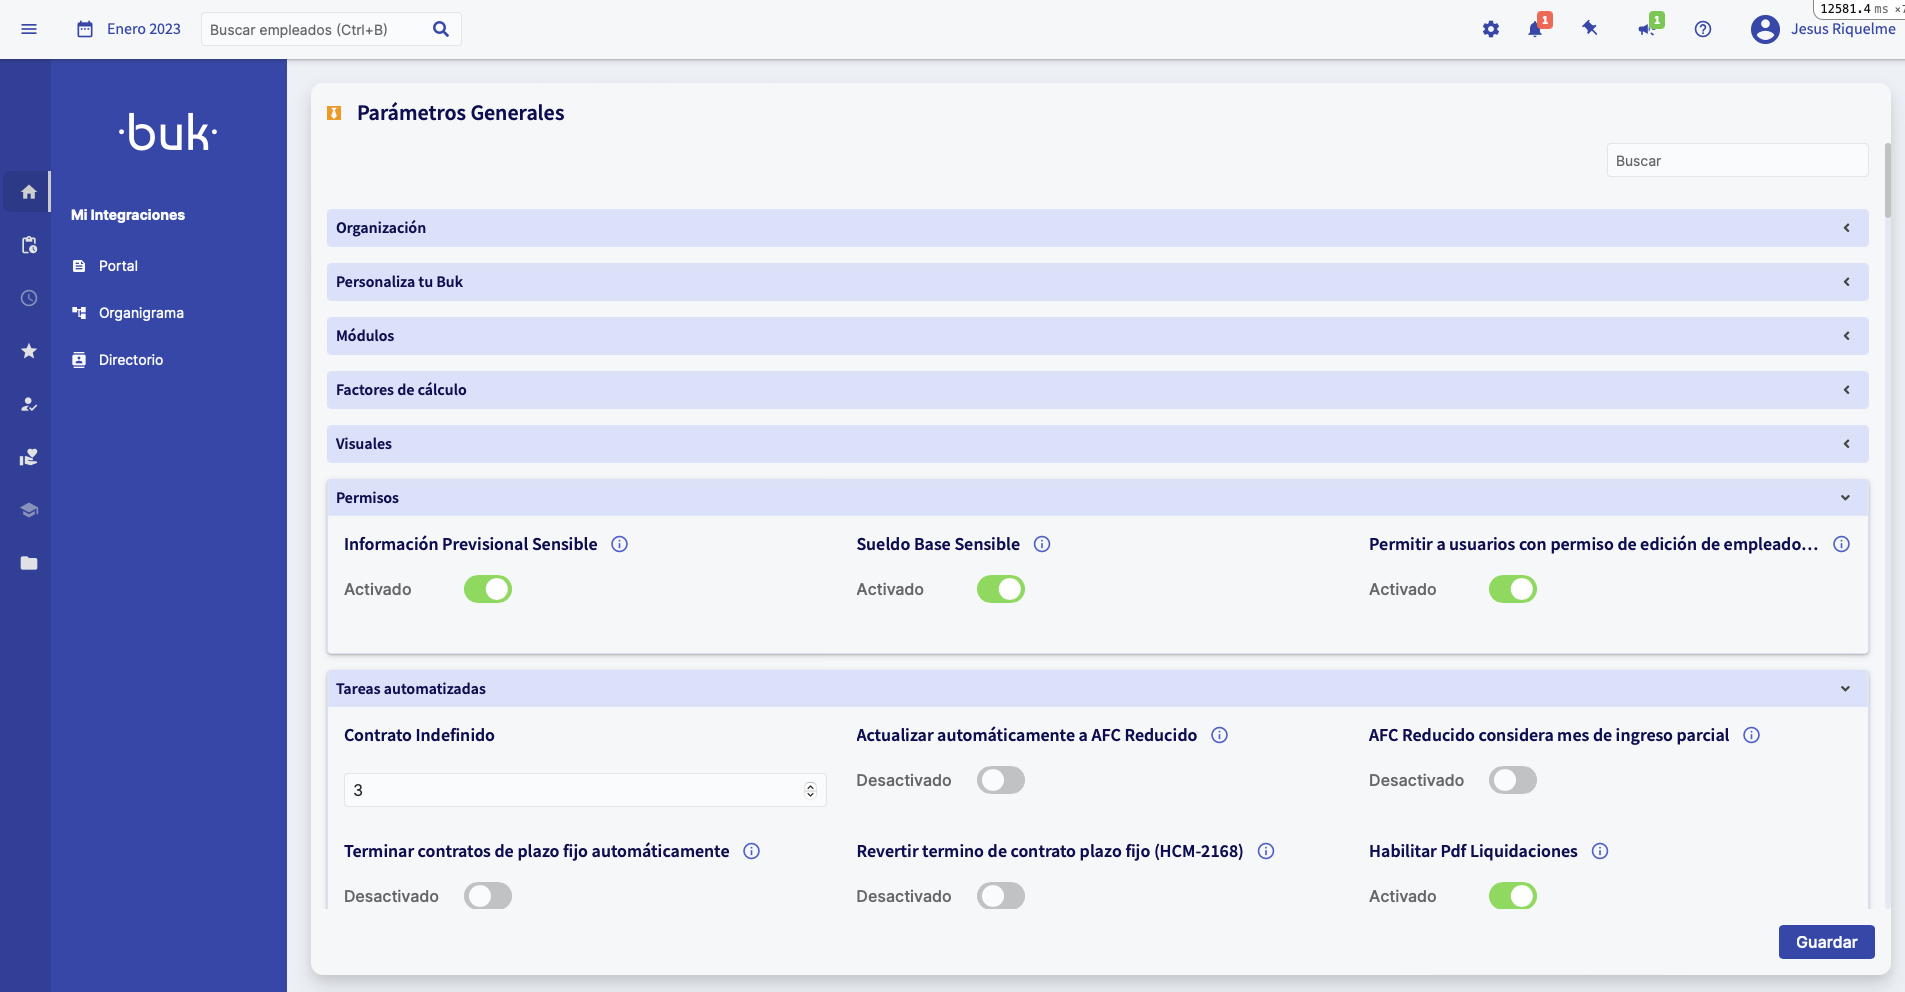 12581.4 ms ×7
Enero 2023
Buscar empleados (Ctrl+B)
1
1
Jesus Riquelme
·buk·
Mi Integraciones
Portal
Organigrama
Directorio
Parámetros Generales
Buscar
Organización
Personaliza tu Buk
Módulos
Factores de cálculo
Visuales
Permisos
Información Previsional Sensible
Sueldo Base Sensible
Permitir a usuarios con permiso de edición de empleado...
Activado
Activado
Activado
Tareas automatizadas
Contrato Indefinido
Actualizar automáticamente a AFC Reducido
AFC Reducido considera mes de ingreso parcial
3
Desactivado
Desactivado
Terminar contratos de plazo fijo automáticamente
Revertir termino de contrato plazo fijo (HCM-2168)
Habilitar Pdf Liquidaciones
Desactivado
Desactivado
Activado
Guardar